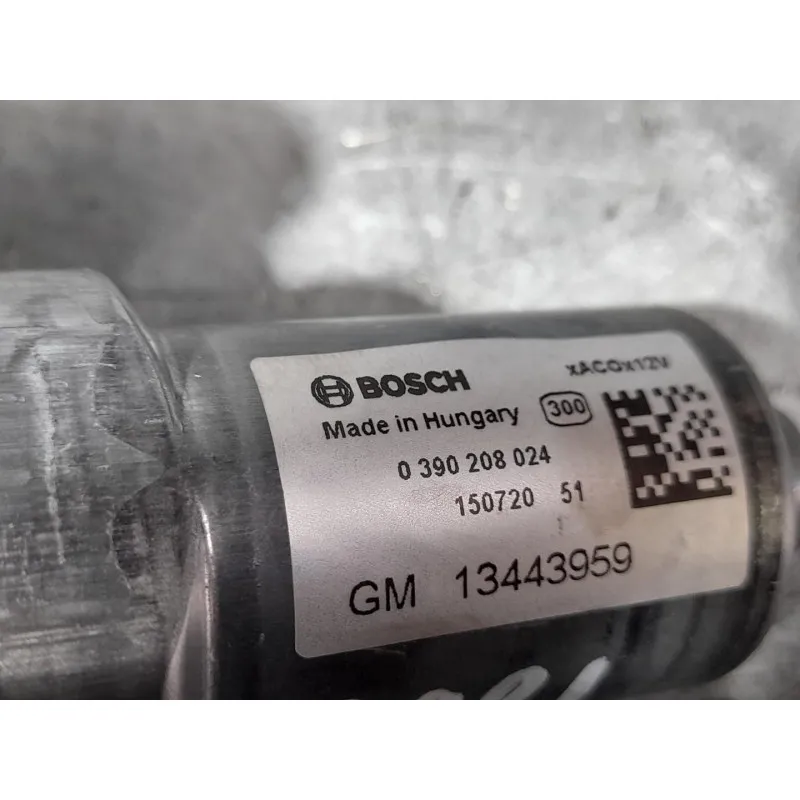 BOSCH xACOx12V
Made in Hungary 300
0 390 208 024
150720 51
GM 13443959